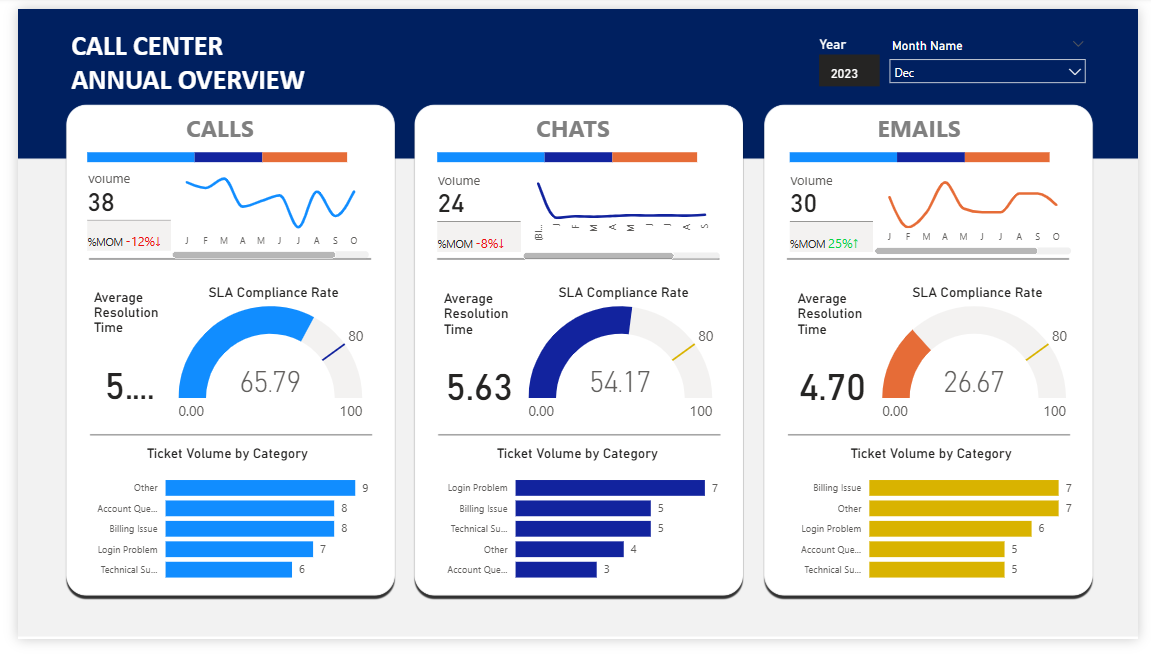 CALL CENTER
ANNUAL OVERVIEW
Year
2023
Month Name
Dec
CALLS
Volume
38
%MOM -12%↓
J F M A M J J A S O
Average
Resolution
Time
5....
SLA Compliance Rate
80
65.79
0.00
100
Ticket Volume by Category
Other 9
Account Que... 8
Billing Issue 8
Login Problem 7
Technical Su... 6
CHATS
Volume
24
%MOM -8%↓
(Bl... J F M A M J J A S
Average
Resolution
Time
5.63
SLA Compliance Rate
80
54.17
0.00
100
Ticket Volume by Category
Login Problem 7
Billing Issue 5
Technical Su... 5
Other 4
Account Que... 3
EMAILS
Volume
30
%MOM 25%↑
J F M A M J J A S O
Average
Resolution
Time
4.70
SLA Compliance Rate
80
26.67
0.00
100
Ticket Volume by Category
Billing Issue 7
Other 7
Login Problem 6
Account Que... 5
Technical Su... 5